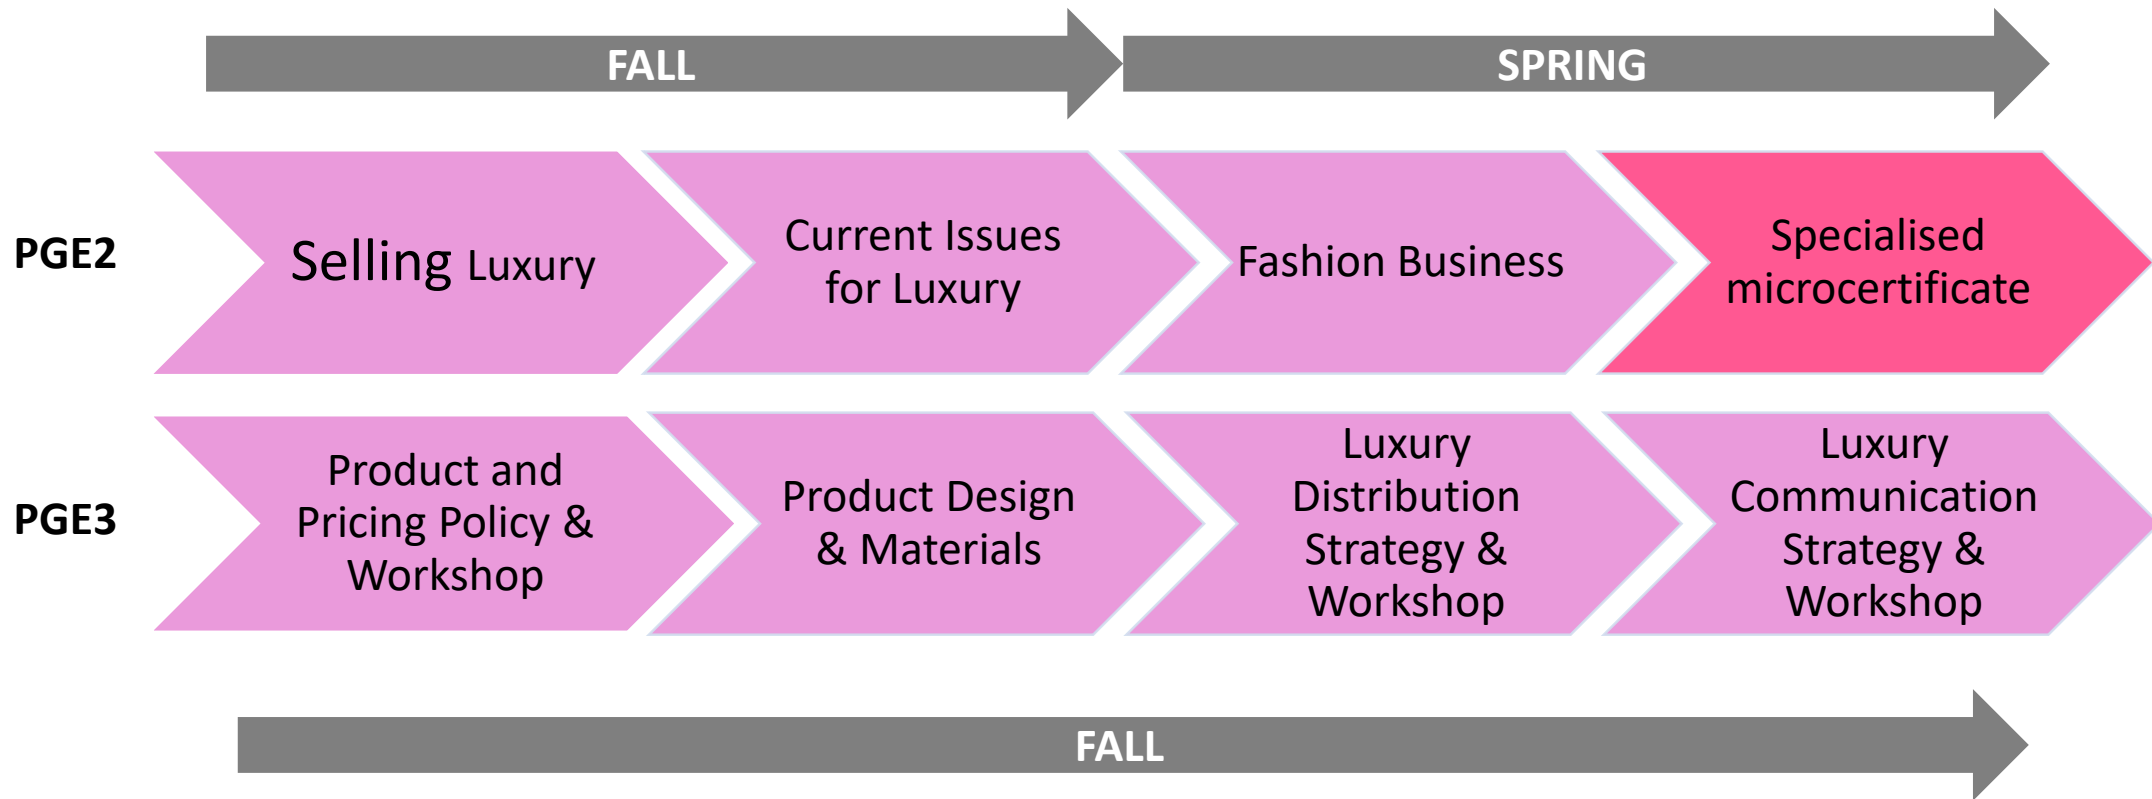 FALL
SPRING
PGE2
Selling Luxury
Current Issues
for Luxury
Fashion Business
Specialised
microcertificate
PGE3
Product and
Pricing Policy &
Workshop
Product Design
& Materials
Luxury
Distribution
Strategy &
Workshop
Luxury
Communication
Strategy &
Workshop
FALL